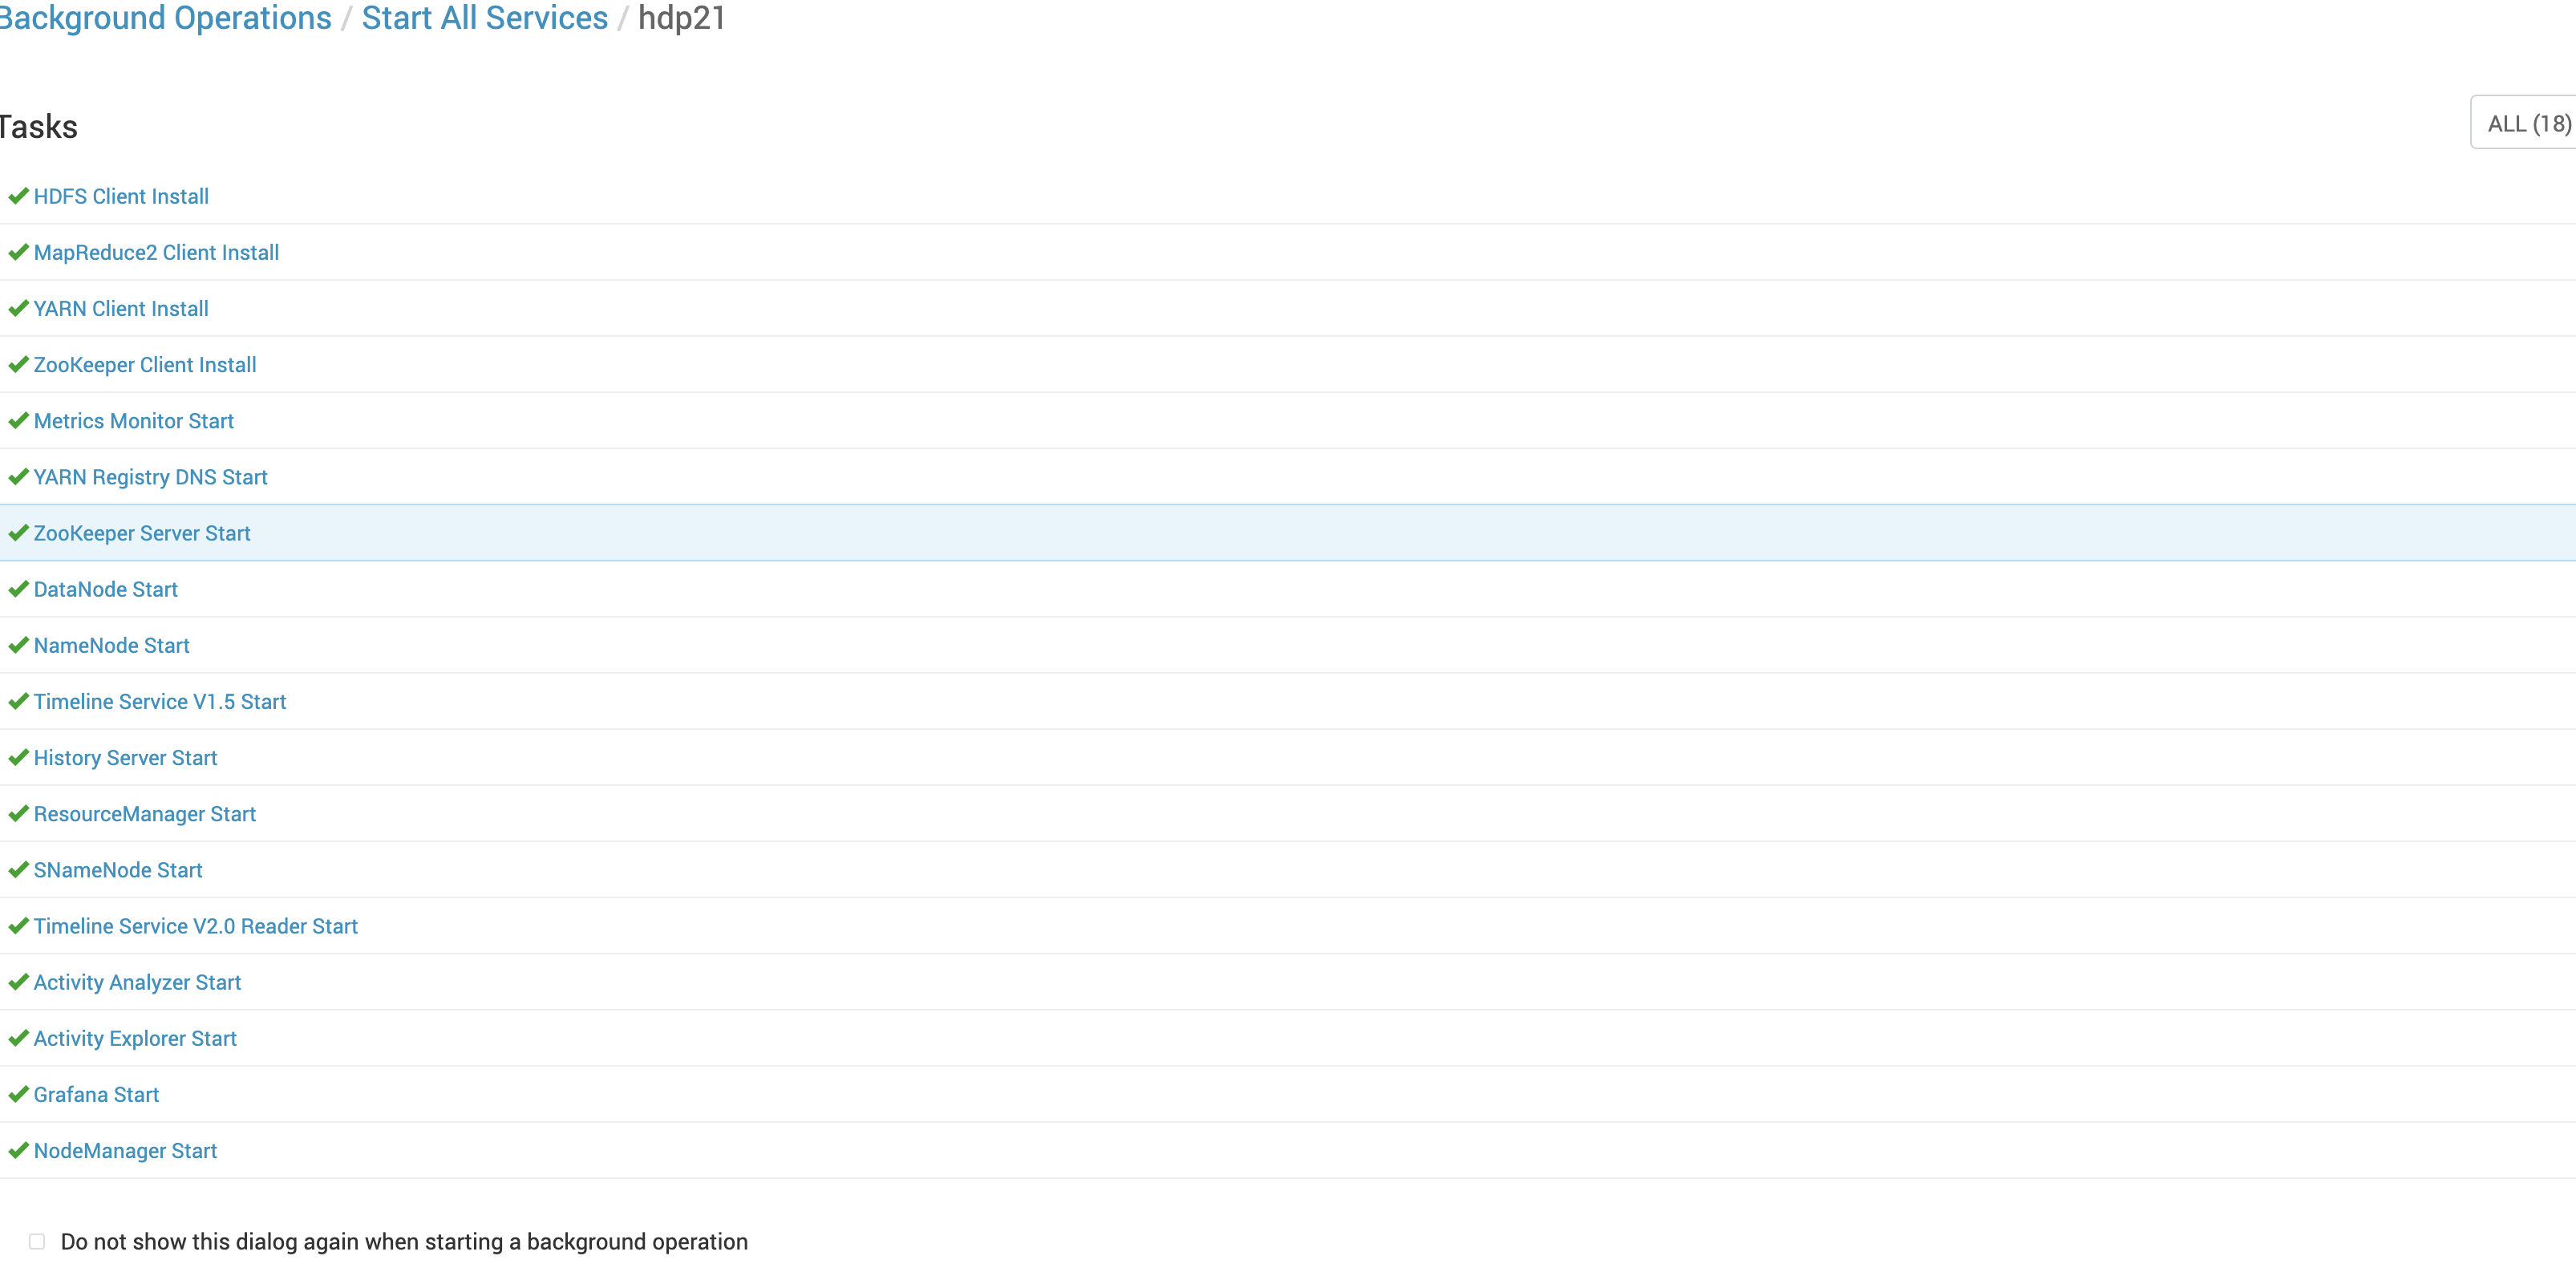 Background Operations / Start All Services / hdp21
Tasks
ALL (18)
HDFS Client Install
MapReduce2 Client Install
YARN Client Install
ZooKeeper Client Install
Metrics Monitor Start
YARN Registry DNS Start
ZooKeeper Server Start
DataNode Start
NameNode Start
Timeline Service V1.5 Start
History Server Start
ResourceManager Start
SNameNode Start
Timeline Service V2.0 Reader Start
Activity Analyzer Start
Activity Explorer Start
Grafana Start
NodeManager Start
Do not show this dialog again when starting a background operation